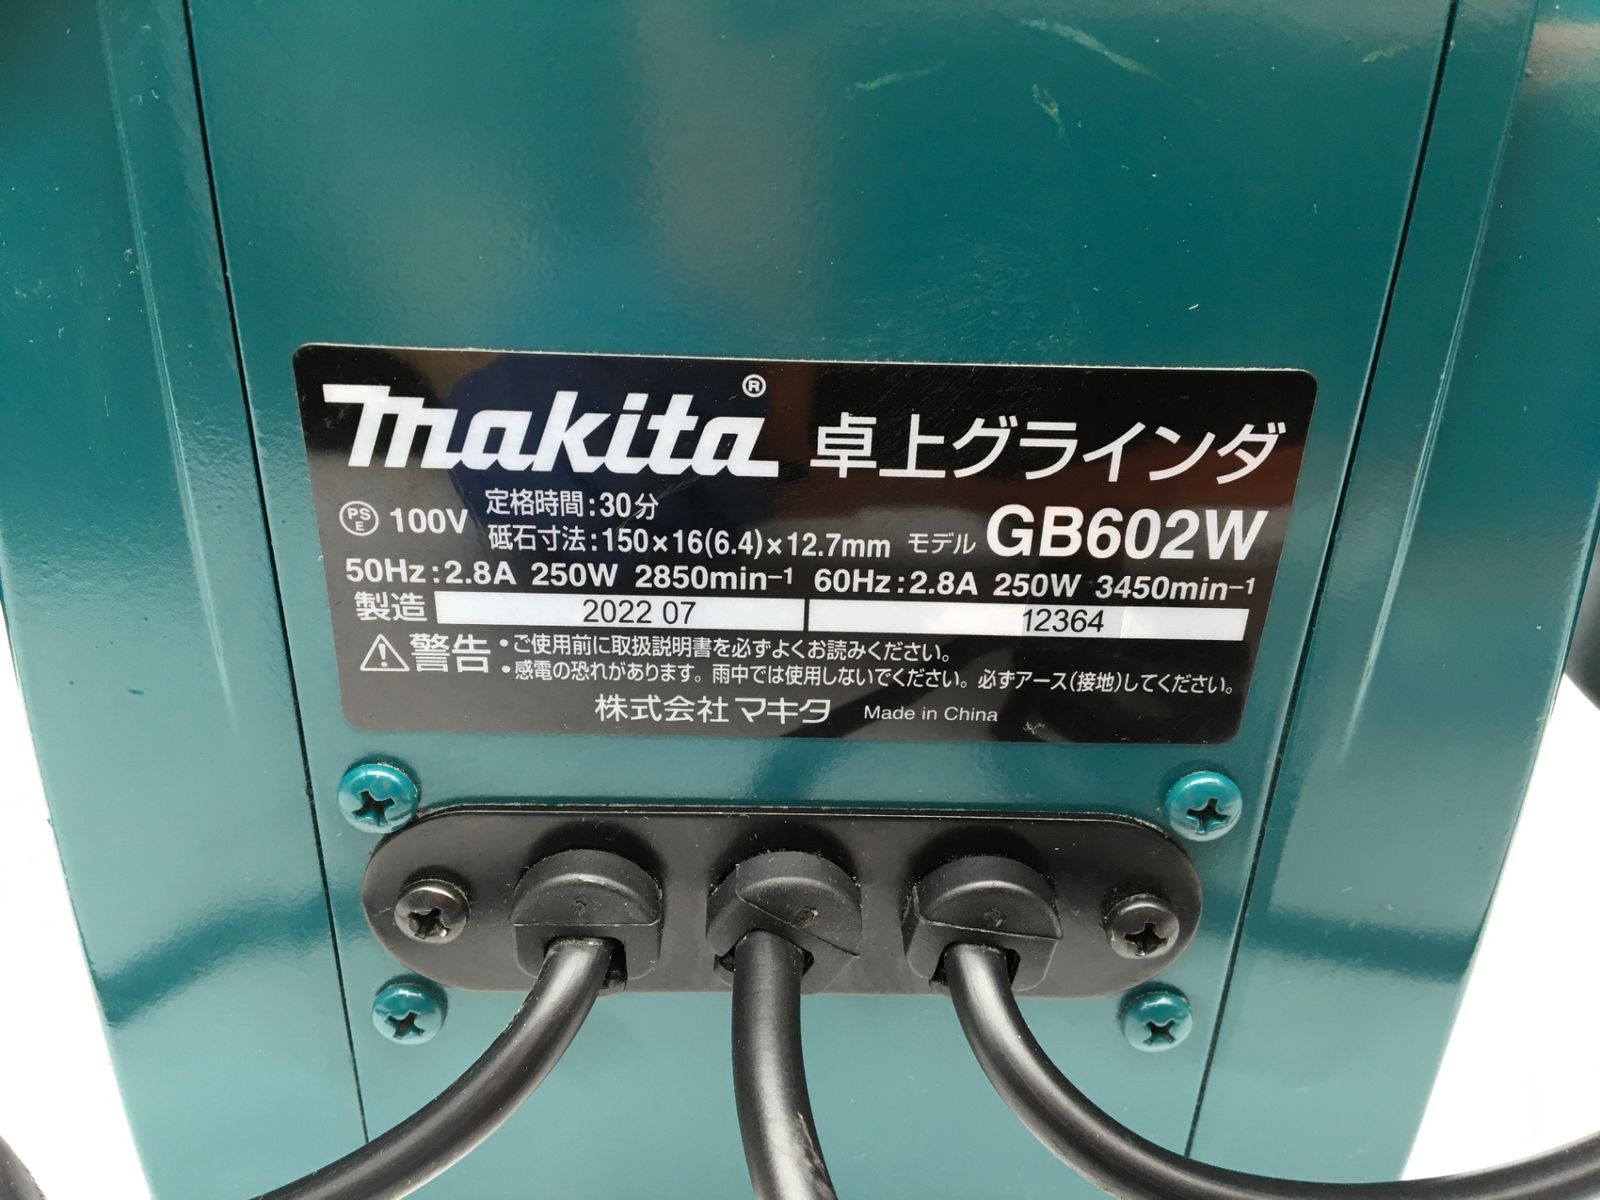 makita® 卓上グラインダ
PSE 100V 定格時間:30分
砥石寸法:150×16(6.4)×12.7mm モデル GB602W
50Hz:2.8A 250W 2850min⁻¹ 60Hz:2.8A 250W 3450min⁻¹
製造 2022 07 12364
⚠警告 ・ご使用前に取扱説明書を必ずよくお読みください。
・感電の恐れがあります。雨中では使用しないでください。必ずアース(接地)してください。
株式会社マキタ Made in China